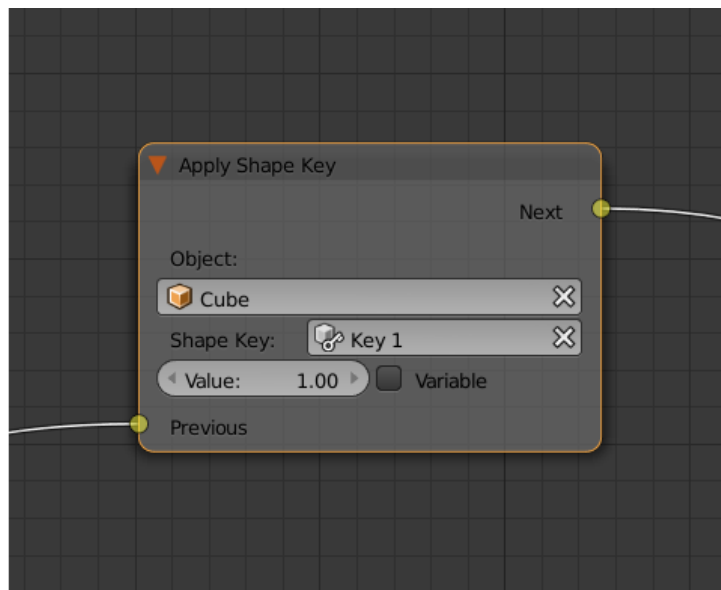 Apply Shape Key
Next
Object:
Cube
Shape Key: Key 1
Value: 1.00 Variable
Previous